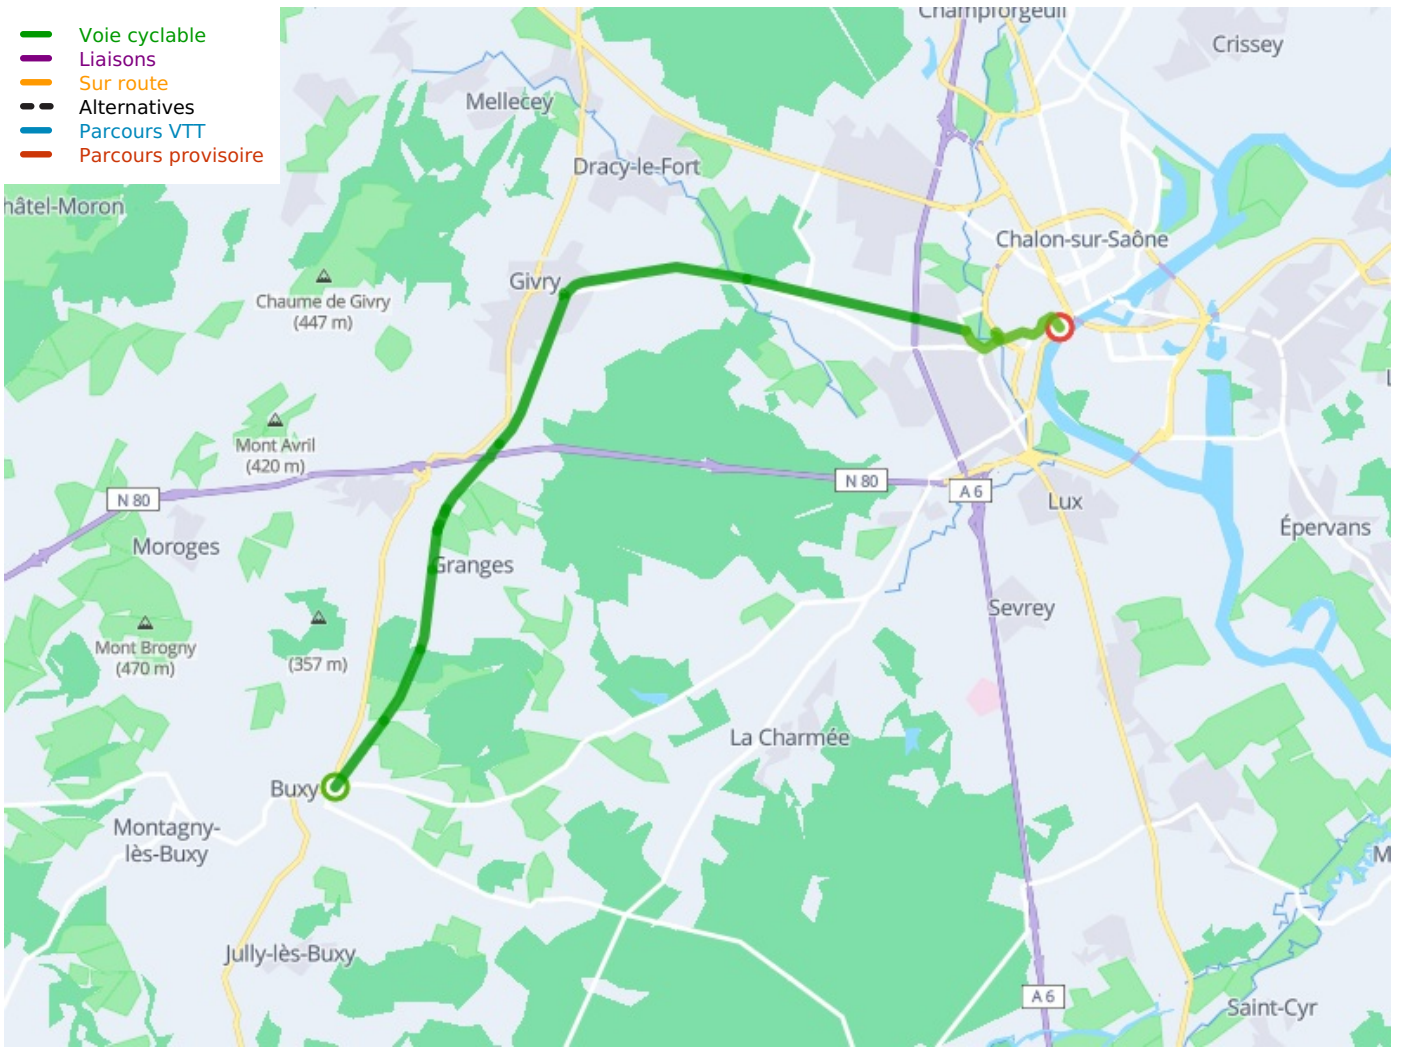 Voie cyclable
Liaisons
Sur route
Alternatives
Parcours VTT
Parcours provisoire
Champforgeuil
Crissey
Mellecey
Dracy-le-Fort
hâtel-Moron
Chalon-sur-Saône
Givry
Chaume de Givry
(447 m)
Mont Avril
(420 m)
N 80
N 80
A 6
Lux
Épervans
Moroges
Granges
Sevrey
Mont Brogny
(470 m)
(357 m)
La Charmée
Buxy
Montagny-
lès-Buxy
M
Jully-lès-Buxy
A 6
Saint-Cyr